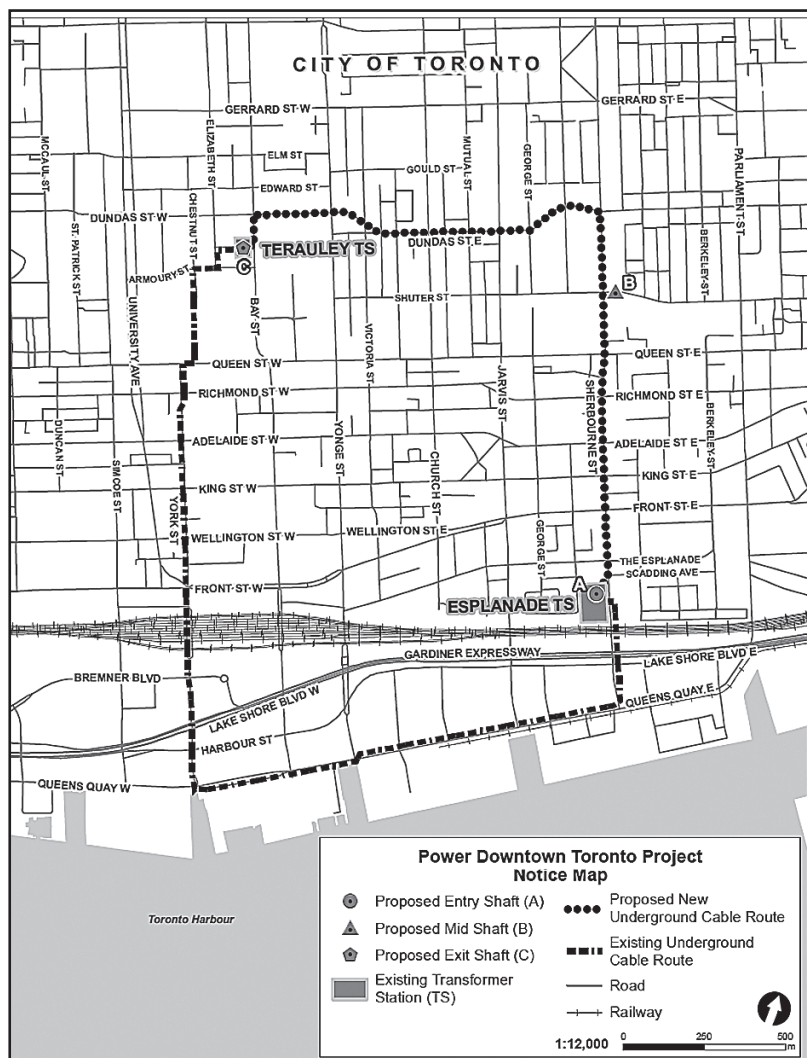 CITY OF TORONTO
GERRARD ST W
GERRARD ST E
MCCAUL ST
ELIZABETH ST
ELM ST
GOULD ST
MUTUAL ST
GEORGE ST
PARLIAMENT ST
EDWARD ST
DUNDAS ST W
CHESTNUT ST
ST. PATRICK ST
TERAULEY TS
DUNDAS ST E
BERKELEY ST
C
ARMOURY ST
B
UNIVERSITY AVE
BAY ST
SHUTER ST
VICTORIA ST
QUEEN ST W
QUEEN ST E
JARVIS ST
SHERBOURNE ST
RICHMOND ST W
RICHMOND ST E
DUNCAN ST
SIMCOE ST
YONGE ST
CHURCH ST
BERKELEY ST
ADELAIDE ST W
ADELAIDE ST E
KING ST W
KING ST E
YORK ST
FRONT ST E
WELLINGTON ST W
WELLINGTON ST E
GEORGE ST
THE ESPLANADE
SCADDING AVE
FRONT ST W
A
ESPLANADE TS
GARDINER EXPRESSWAY
LAKE SHORE BLVD E
BREMNER BLVD
LAKE SHORE BLVD W
QUEENS QUAY E
HARBOUR ST
QUEENS QUAY W
Toronto Harbour
Power Downtown Toronto Project
Notice Map
Proposed Entry Shaft (A)
Proposed Mid Shaft (B)
Proposed Exit Shaft (C)
Existing Transformer
Station (TS)
Proposed New
Underground Cable Route
Existing Underground
Cable Route
Road
Railway
1:12,000
0 250 500
m